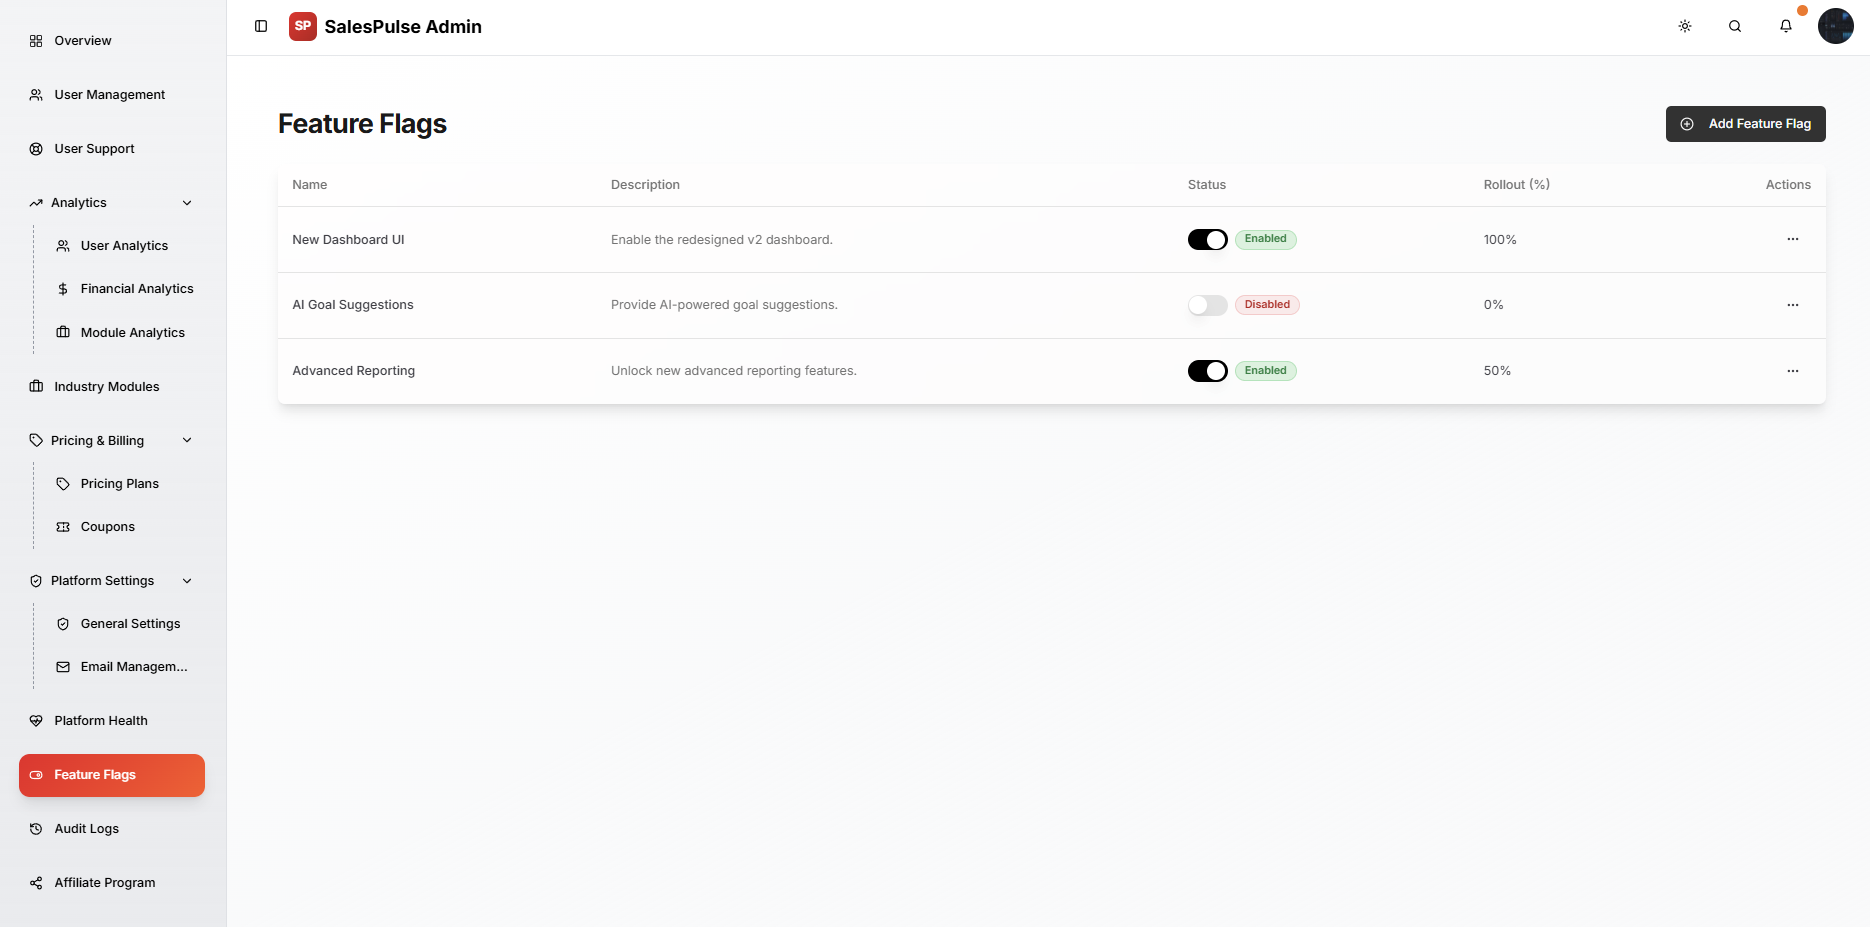 Overview
User Management
User Support
Analytics
User Analytics
Financial Analytics
Module Analytics
Industry Modules
Pricing & Billing
Pricing Plans
Coupons
Platform Settings
General Settings
Email Managem...
Platform Health
Feature Flags
Audit Logs
Affiliate Program
SP SalesPulse Admin
Feature Flags
Add Feature Flag
Name Description Status Rollout (%) Actions
New Dashboard UI Enable the redesigned v2 dashboard. Enabled 100%
AI Goal Suggestions Provide AI-powered goal suggestions. Disabled 0%
Advanced Reporting Unlock new advanced reporting features. Enabled 50%